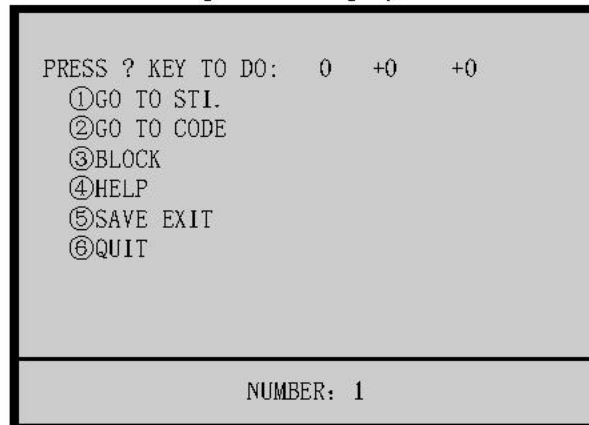 PRESS ? KEY TO DO: 0 +0 +0
①GO TO STI.
②GO TO CODE
③BLOCK
④HELP
⑤SAVE EXIT
⑥QUIT
NUMBER: 1